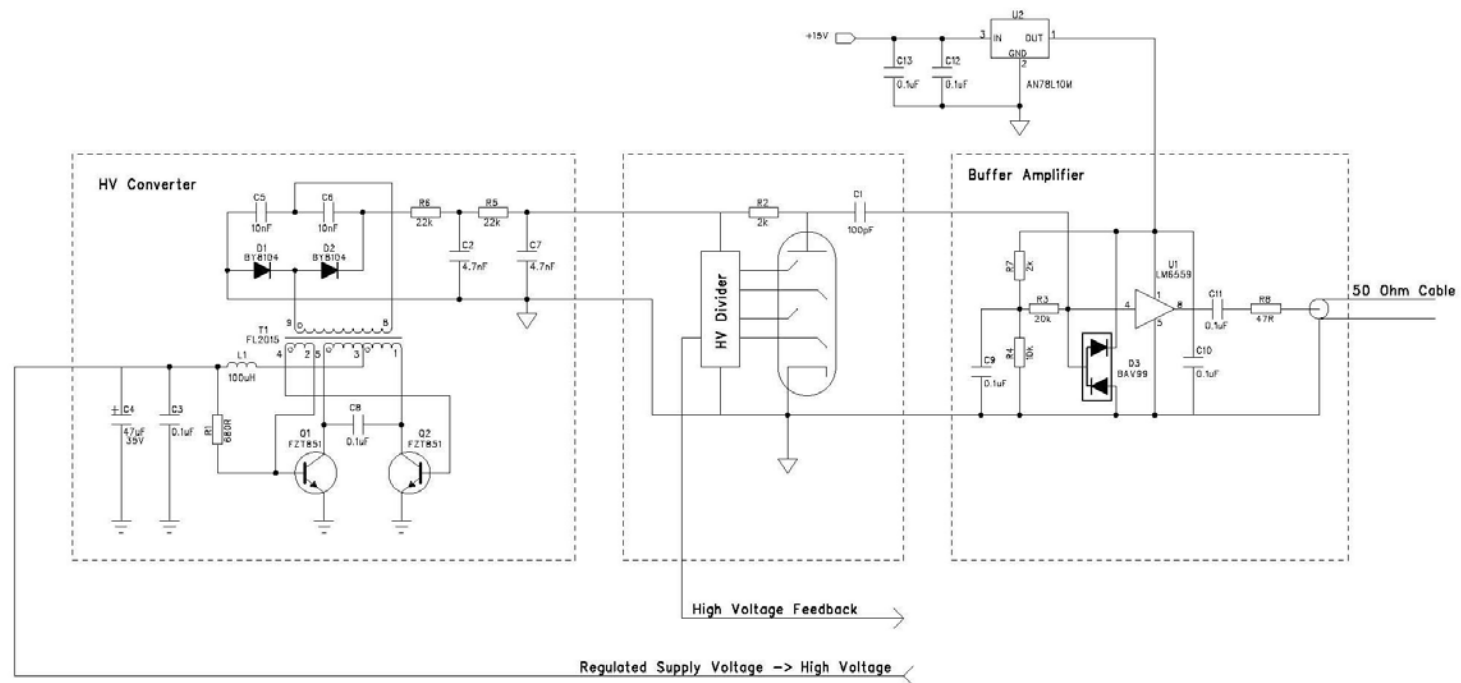 U2
+15V
3 IN OUT 1
GND
2
C13
0.1uF
C12
0.1uF
AN78L10M
HV Converter
C5
10nF
C6
10nF
D1
BY8104
D2
BY8104
R6
22k
R5
22k
C2
4.7nF
C7
4.7nF
9 8
T1
FL2015
4 2 5 3 1
L1
100uH
C4
47uF
35V
C3
0.1uF
R1
680R
C8
0.1uF
Q1
FZT851
Q2
FZT851
R2
2k
C1
100pF
HV Divider
Buffer Amplifier
R7
2k
R3
20k
R4
10k
C9
0.1uF
U1
LM6559
4 1 8
5
D3
BAV99
C11
0.1uF
R8
47R
C10
0.1uF
50 Ohm Cable
High Voltage Feedback
Regulated Supply Voltage -> High Voltage